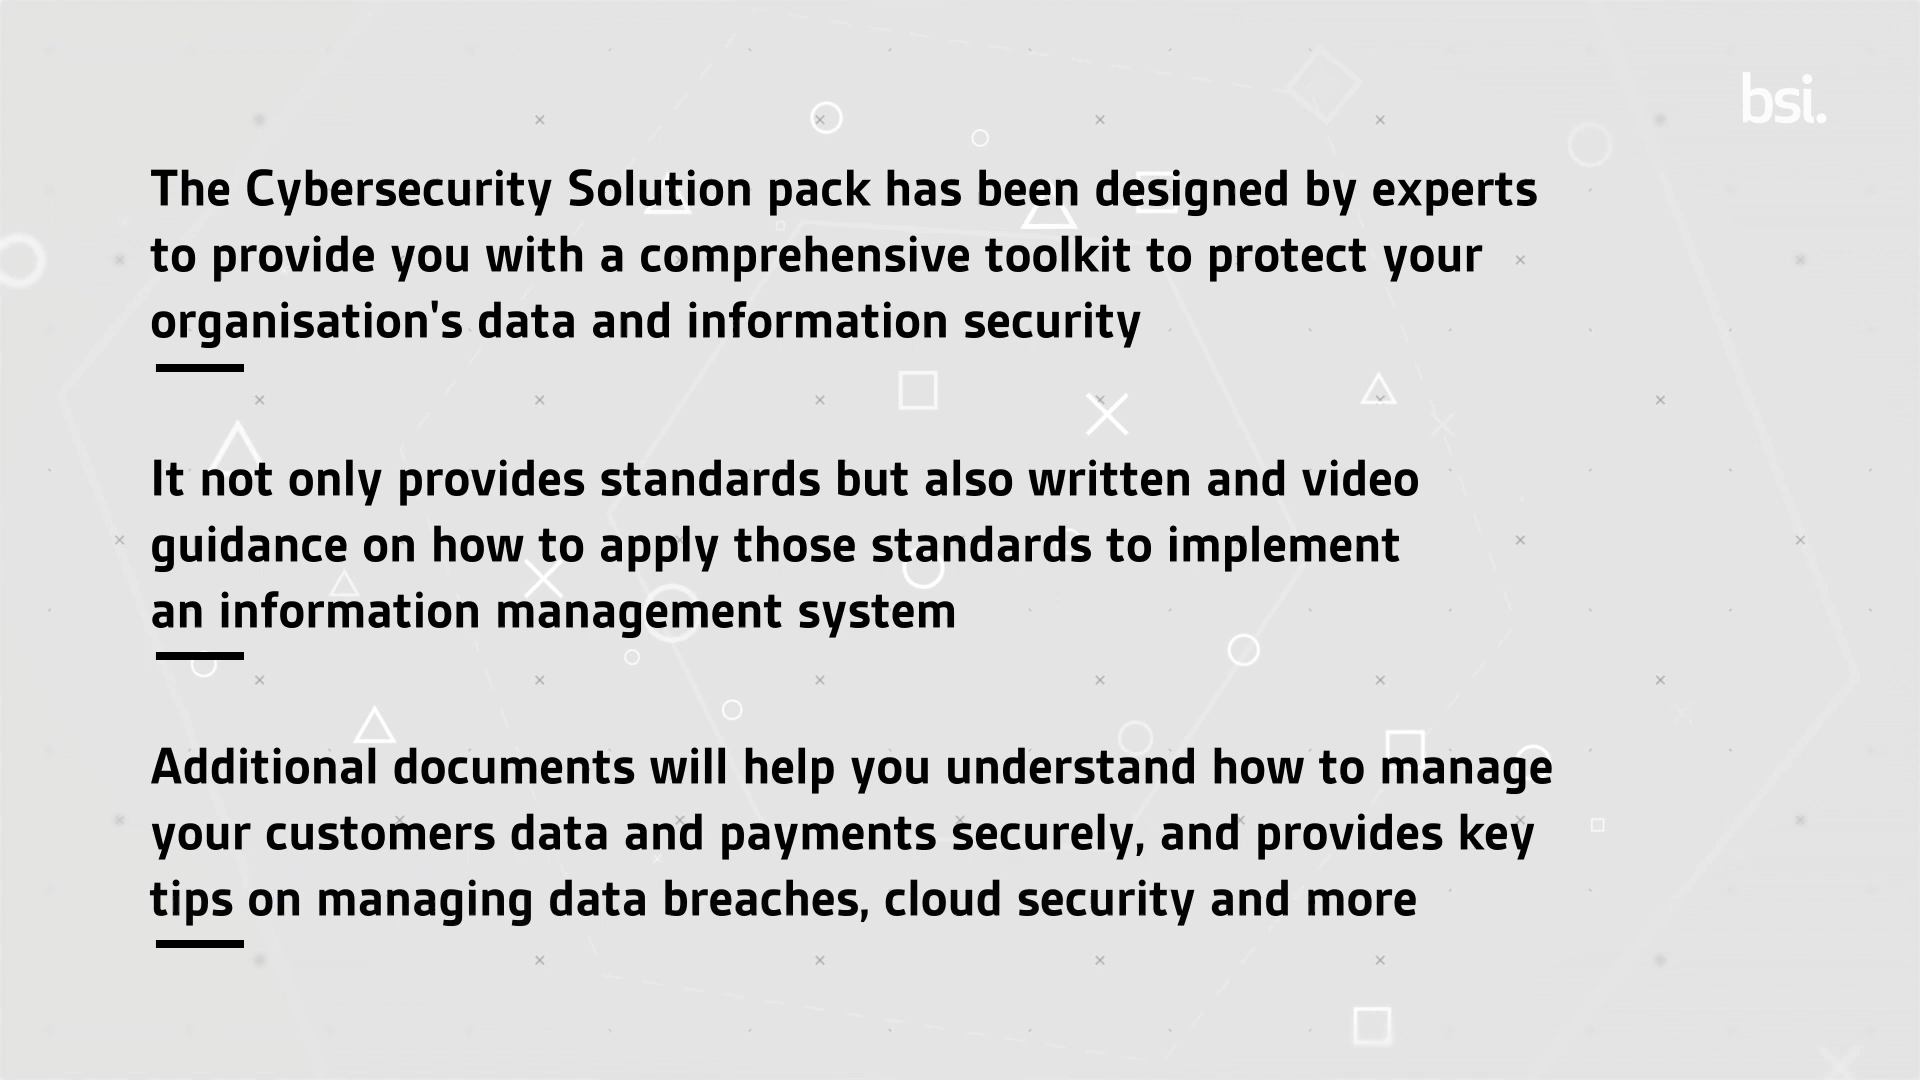 bsi.
The Cybersecurity Solution pack has been designed by experts
to provide you with a comprehensive toolkit to protect your
organisation's data and information security
It not only provides standards but also written and video
guidance on how to apply those standards to implement
an information management system
Additional documents will help you understand how to manage
your customers data and payments securely, and provides key
tips on managing data breaches, cloud security and more